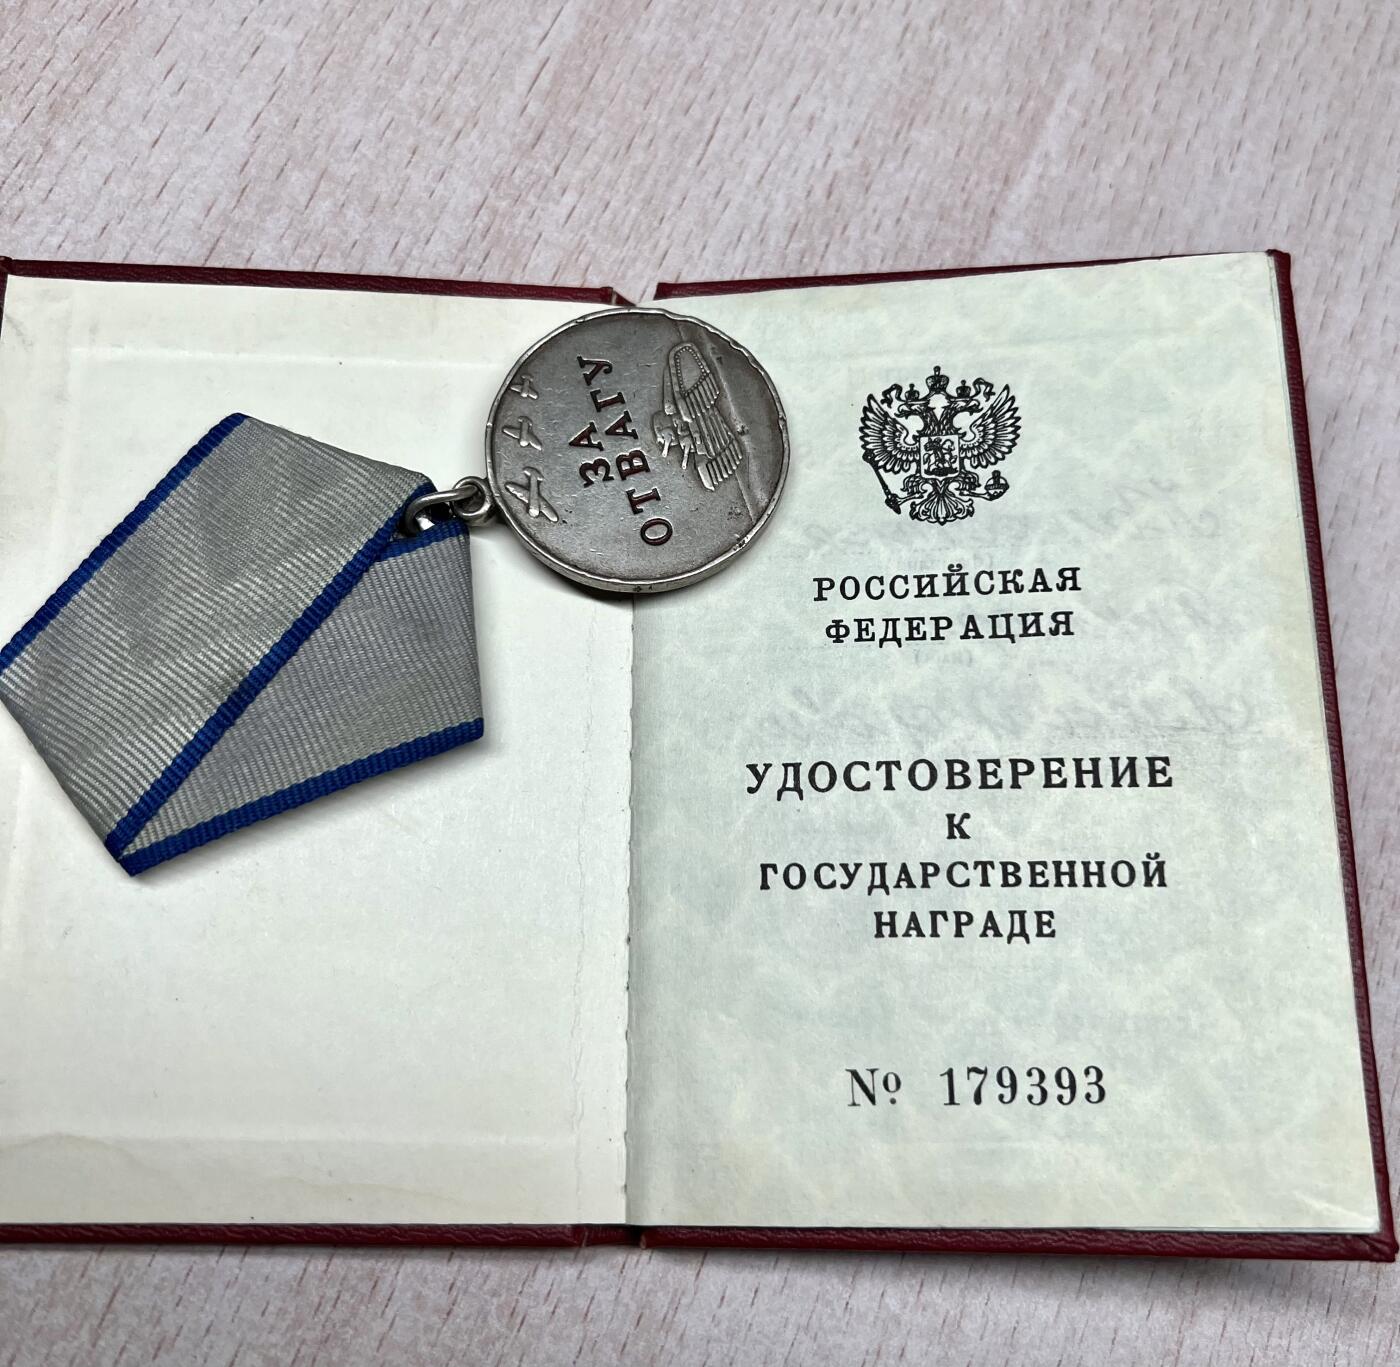 ЗА
ОТВАГУ
РОССИЙСКАЯ
ФЕДЕРАЦИЯ
УДОСТОВЕРЕНИЕ
К
ГОСУДАРСТВЕННОЙ
НАГРАДЕ
№ 179393